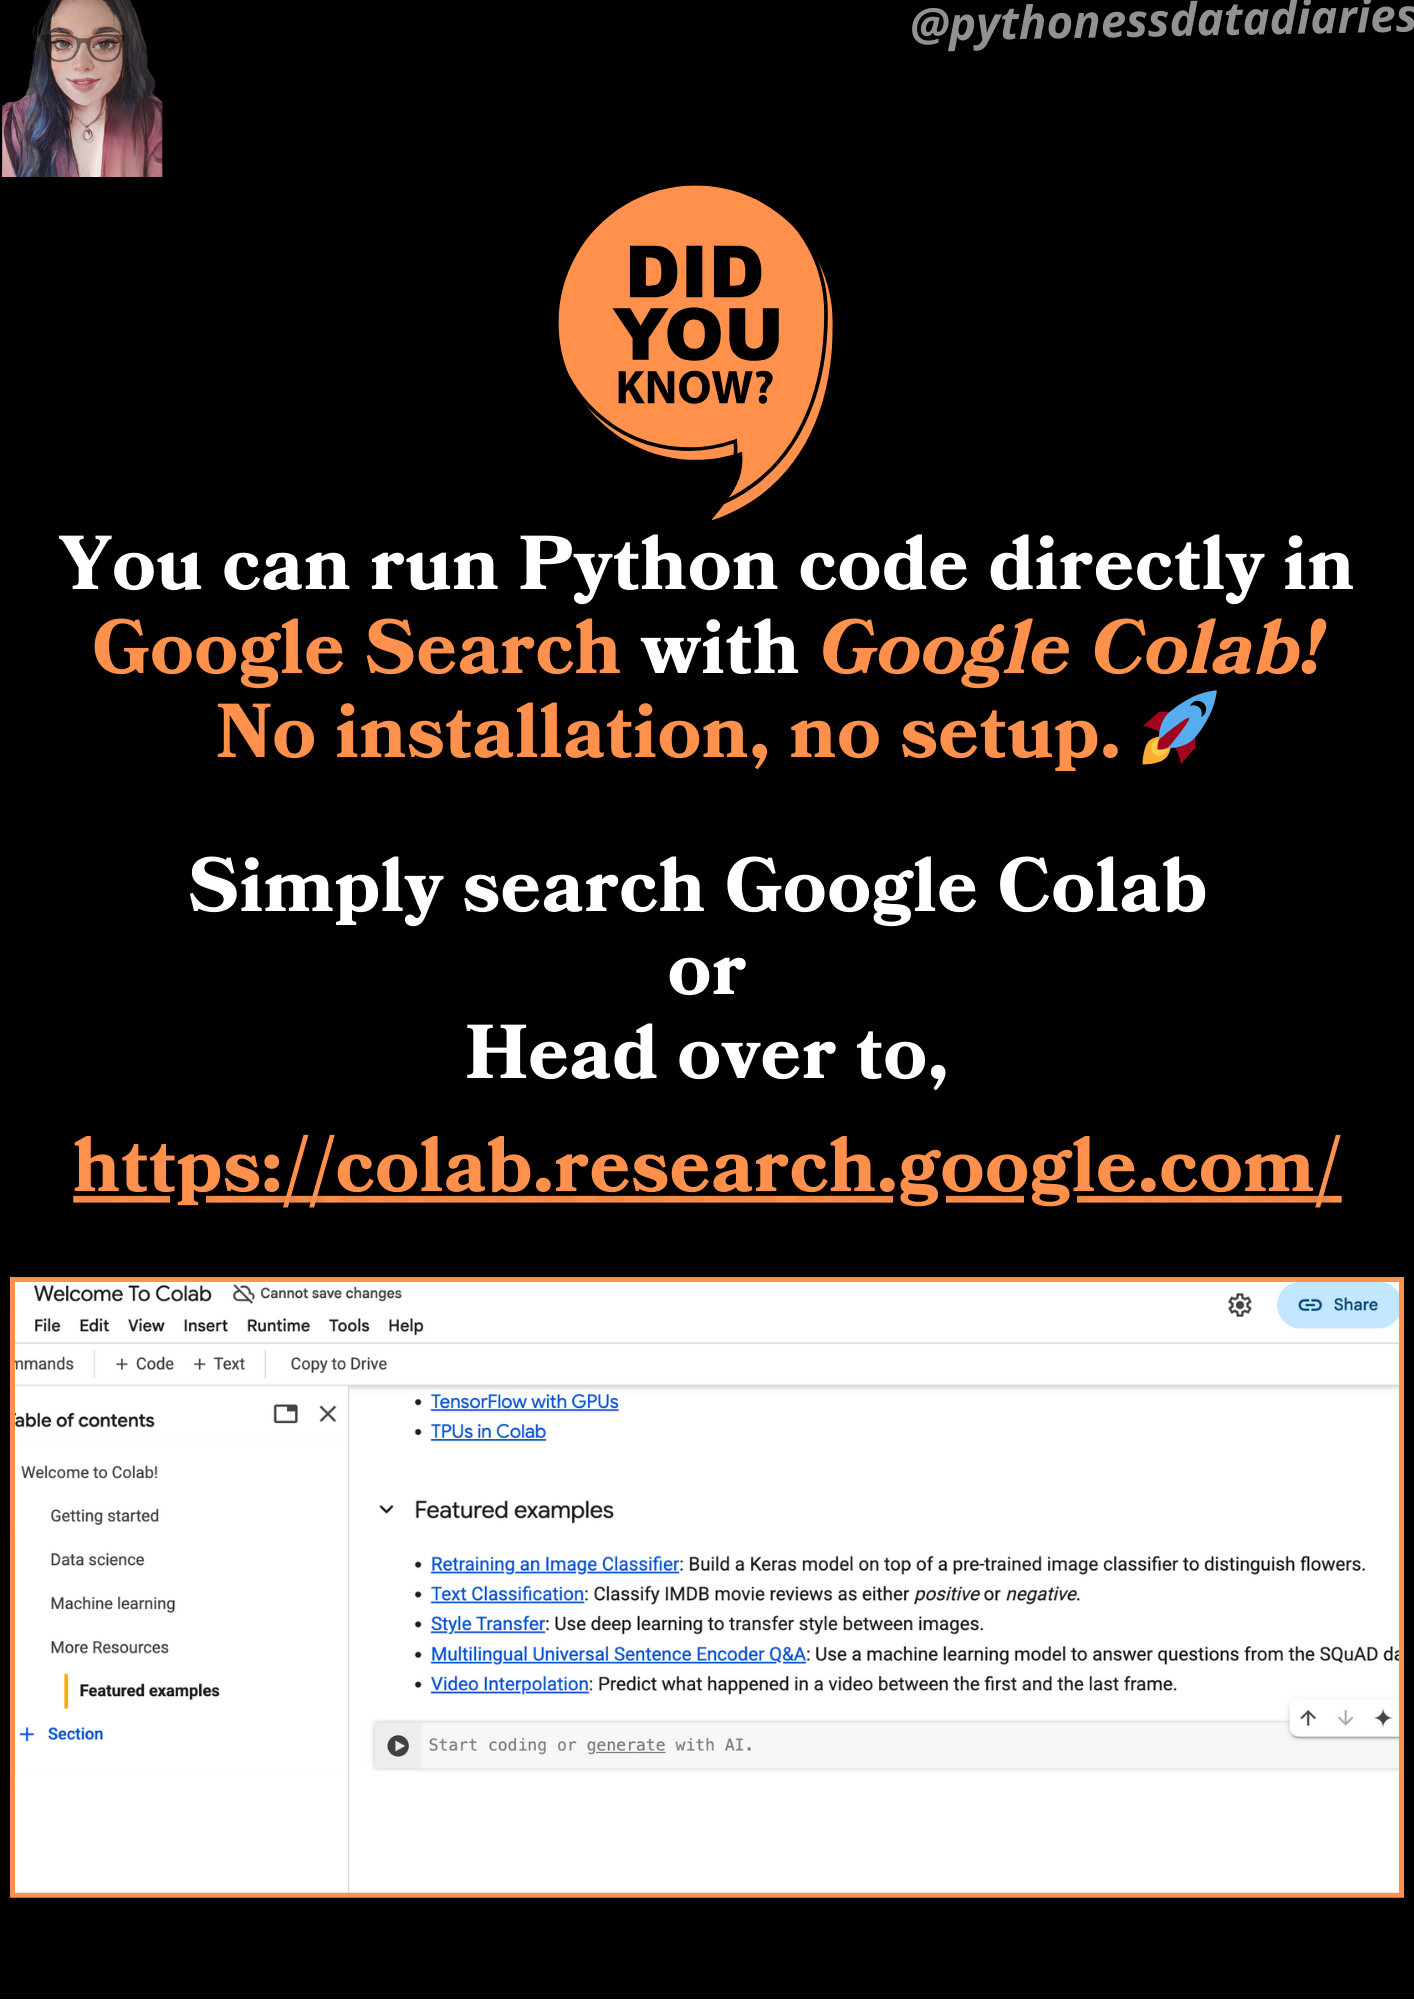 @pythonessdatadiaries
DID
YOU
KNOW?
You can run Python code directly in
Google Search with Google Colab!
No installation, no setup. 🚀
Simply search Google Colab
or
Head over to,
https://colab.research.google.com/
Welcome To Colab Cannot save changes
Share
File Edit View Insert Runtime Tools Help
mmands + Code + Text Copy to Drive
able of contents
Welcome to Colab!
Getting started
Data science
Machine learning
More Resources
Featured examples
+ Section
• TensorFlow with GPUs
• TPUs in Colab
Featured examples
• Retraining an Image Classifier: Build a Keras model on top of a pre-trained image classifier to distinguish flowers.
• Text Classification: Classify IMDB movie reviews as either positive or negative.
• Style Transfer: Use deep learning to transfer style between images.
• Multilingual Universal Sentence Encoder Q&A: Use a machine learning model to answer questions from the SQuAD da
• Video Interpolation: Predict what happened in a video between the first and the last frame.
Start coding or generate with AI.